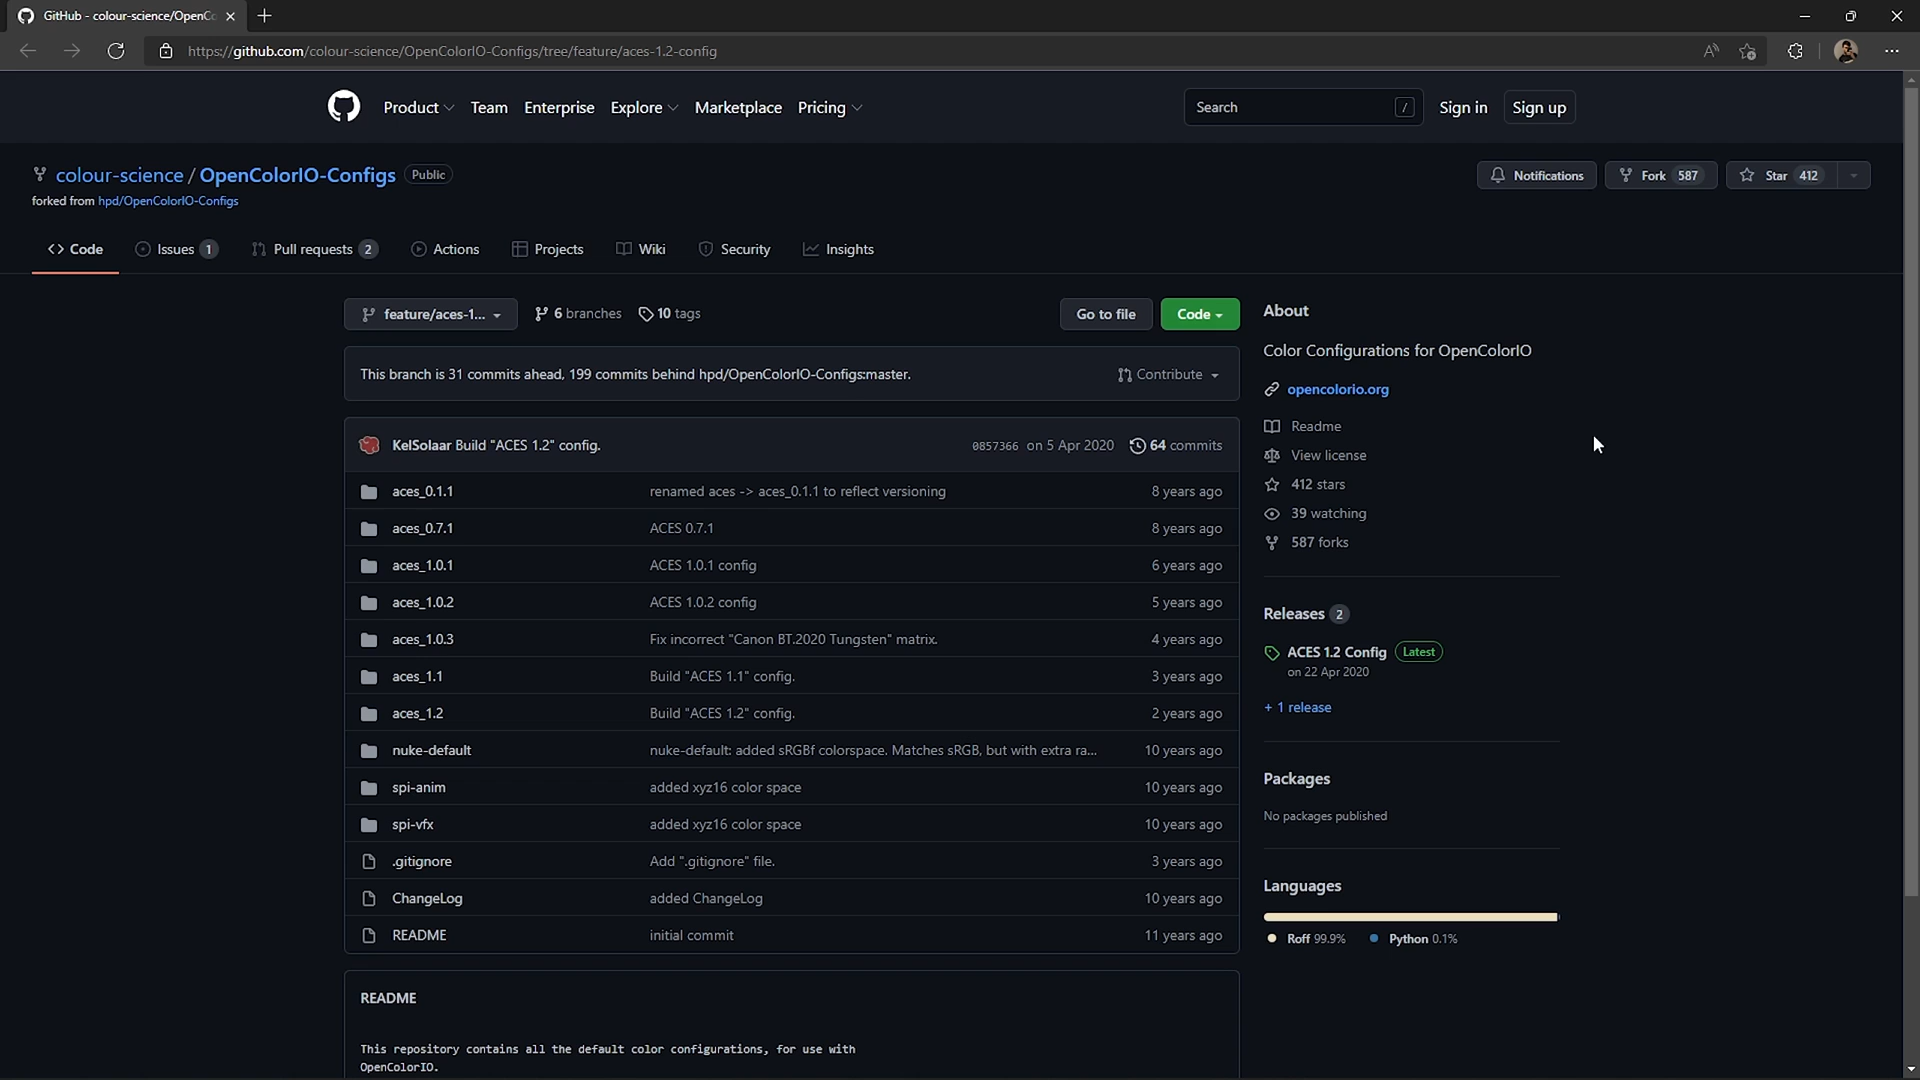 GitHub - colour-science/OpenCo
https://github.com/colour-science/OpenColorIO-Configs/tree/feature/aces-1.2-config
Product Team Enterprise Explore Marketplace Pricing Search / Sign in Sign up
colour-science / OpenColorIO-Configs Public Notifications Fork 587 Star 412
forked from hpd/OpenColorIO-Configs
Code Issues 1 Pull requests 2 Actions Projects Wiki Security Insights
feature/aces-1... 6 branches 10 tags Go to file Code
This branch is 31 commits ahead, 199 commits behind hpd/OpenColorIO-Configs:master. Contribute
KelSolaar Build "ACES 1.2" config. 0857366 on 5 Apr 2020 64 commits
aces_0.1.1 renamed aces -> aces_0.1.1 to reflect versioning 8 years ago
aces_0.7.1 ACES 0.7.1 8 years ago
aces_1.0.1 ACES 1.0.1 config 6 years ago
aces_1.0.2 ACES 1.0.2 config 5 years ago
aces_1.0.3 Fix incorrect "Canon BT.2020 Tungsten" matrix. 4 years ago
aces_1.1 Build "ACES 1.1" config. 3 years ago
aces_1.2 Build "ACES 1.2" config. 2 years ago
nuke-default nuke-default: added sRGBf colorspace. Matches sRGB, but with extra ra... 10 years ago
spi-anim added xyz16 color space 10 years ago
spi-vfx added xyz16 color space 10 years ago
.gitignore Add ".gitignore" file. 3 years ago
ChangeLog added ChangeLog 10 years ago
README initial commit 11 years ago
README
This repository contains all the default color configurations, for use with
OpenColorIO.
About
Color Configurations for OpenColorIO
opencolorio.org
Readme
View license
412 stars
39 watching
587 forks
Releases 2
ACES 1.2 Config Latest
on 22 Apr 2020
+ 1 release
Packages
No packages published
Languages
Roff 99.9% Python 0.1%